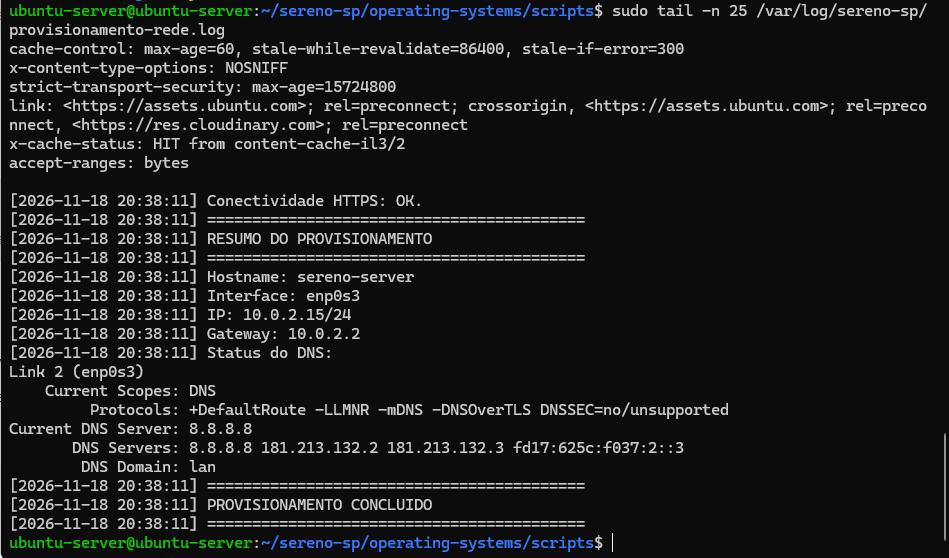 ubuntu-server@ubuntu-server:~/sereno-sp/operating-systems/scripts$ sudo tail -n 25 /var/log/sereno-sp/
provisionamento-rede.log
cache-control: max-age=60, stale-while-revalidate=86400, stale-if-error=300
x-content-type-options: NOSNIFF
strict-transport-security: max-age=15724800
link: <https://assets.ubuntu.com>; rel=preconnect; crossorigin, <https://assets.ubuntu.com>; rel=preco
nnect, <https://res.cloudinary.com>; rel=preconnect
x-cache-status: HIT from content-cache-il3/2
accept-ranges: bytes

[2026-11-18 20:38:11] Conectividade HTTPS: OK.
[2026-11-18 20:38:11] ==========================================
[2026-11-18 20:38:11] RESUMO DO PROVISIONAMENTO
[2026-11-18 20:38:11] ==========================================
[2026-11-18 20:38:11] Hostname: sereno-server
[2026-11-18 20:38:11] Interface: enp0s3
[2026-11-18 20:38:11] IP: 10.0.2.15/24
[2026-11-18 20:38:11] Gateway: 10.0.2.2
[2026-11-18 20:38:11] Status do DNS:
Link 2 (enp0s3)
    Current Scopes: DNS
         Protocols: +DefaultRoute -LLMNR -mDNS -DNSOverTLS DNSSEC=no/unsupported
Current DNS Server: 8.8.8.8
       DNS Servers: 8.8.8.8 181.213.132.2 181.213.132.3 fd17:625c:f037:2::3
        DNS Domain: lan
[2026-11-18 20:38:11] ==========================================
[2026-11-18 20:38:11] PROVISIONAMENTO CONCLUIDO
[2026-11-18 20:38:11] ==========================================
ubuntu-server@ubuntu-server:~/sereno-sp/operating-systems/scripts$